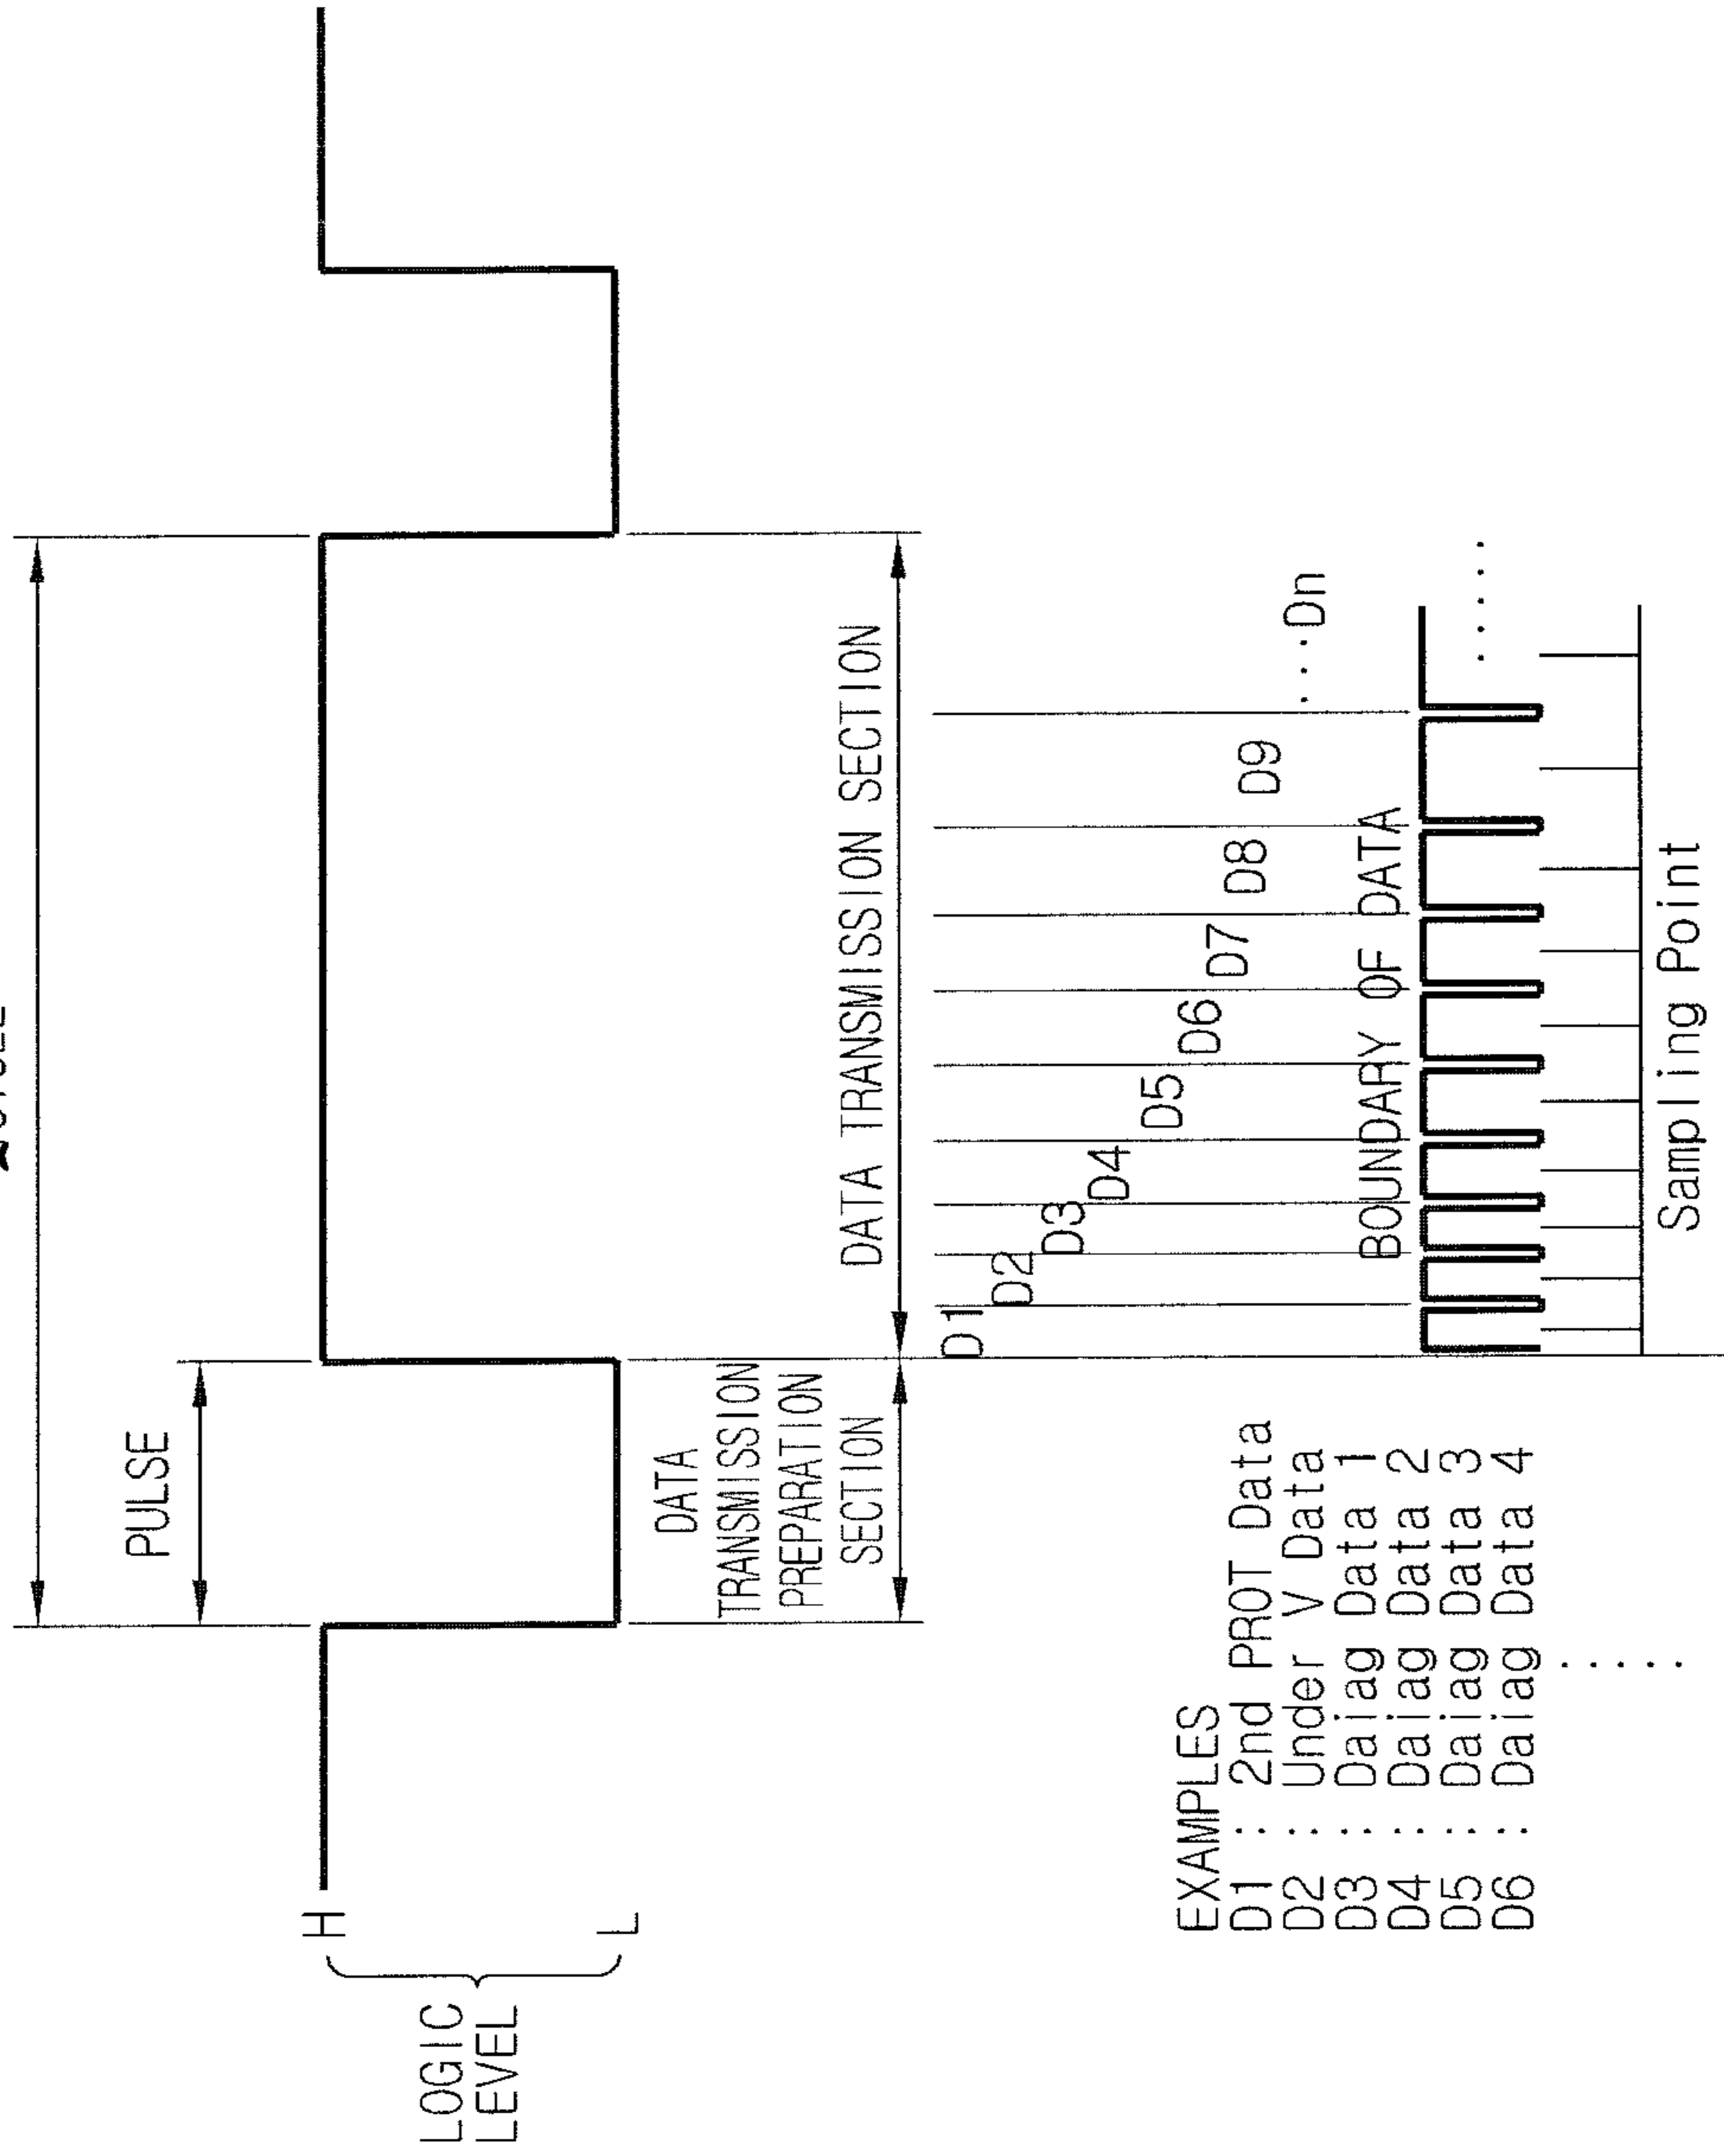 PULSE
H
L
LOGIC
LEVEL
DATA
TRANSMISSION
PREPARATION
SECTION
DATA TRANSMISSION SECTION
D1
D2
D3
D4
D5
D6
D7
D8
D9
...Dn
BOUNDARY OF DATA
.....
Sampling Point
EXAMPLES
D1 : 2nd PROT Data
D2 : Under V Data
D3 : Daiag Data 1
D4 : Daiag Data 2
D5 : Daiag Data 3
D6 : Daiag Data 4
.....